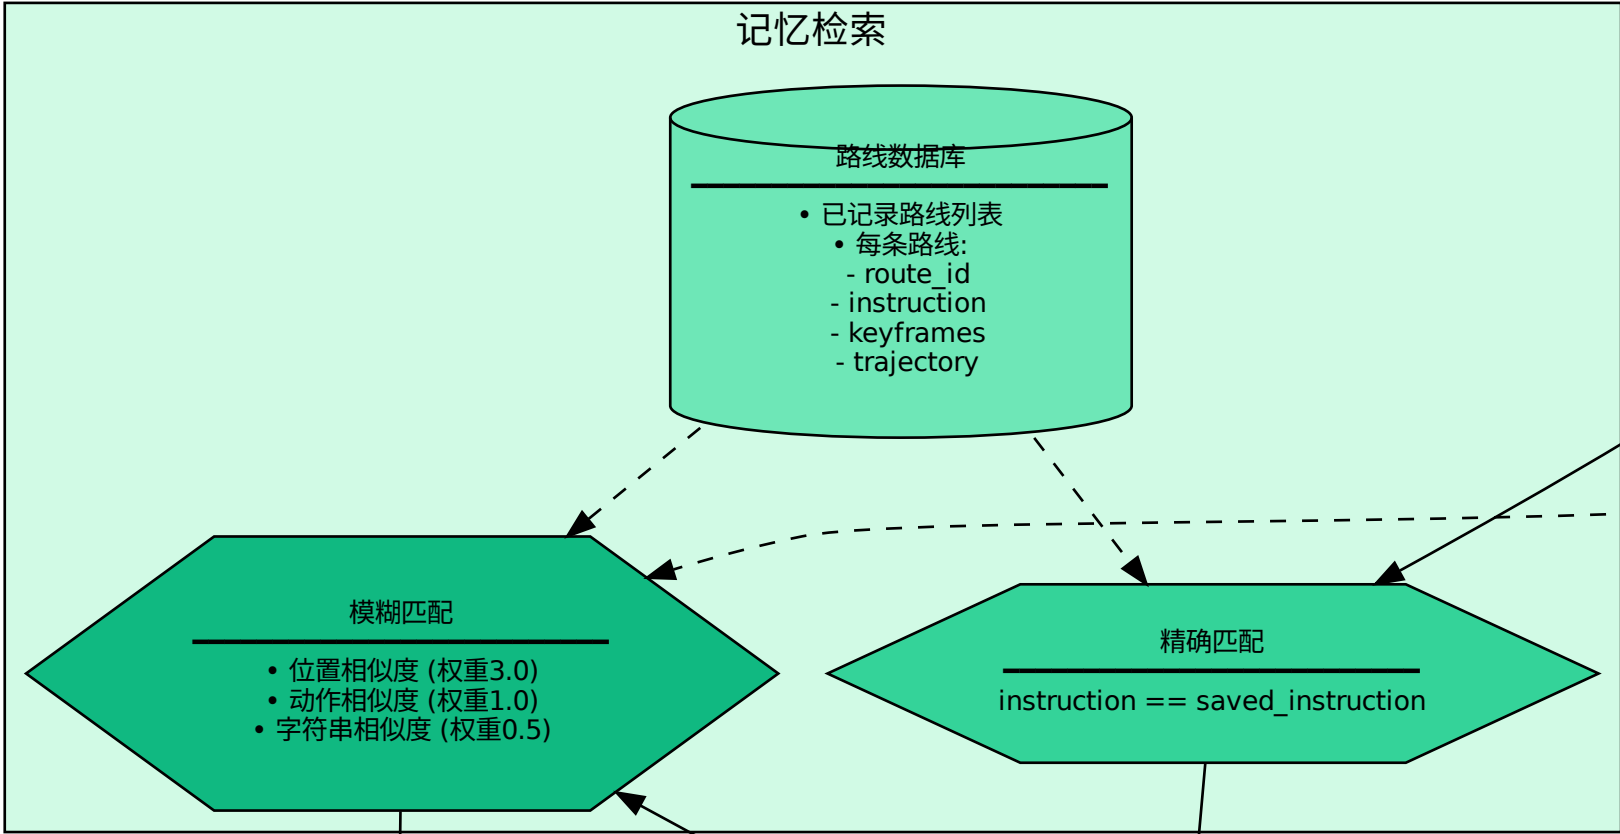 记忆检索
路线数据库
• 已记录路线列表
• 每条路线:
- route_id
- instruction
- keyframes
- trajectory
模糊匹配
• 位置相似度 (权重3.0)
• 动作相似度 (权重1.0)
• 字符串相似度 (权重0.5)
精确匹配
instruction == saved_instruction